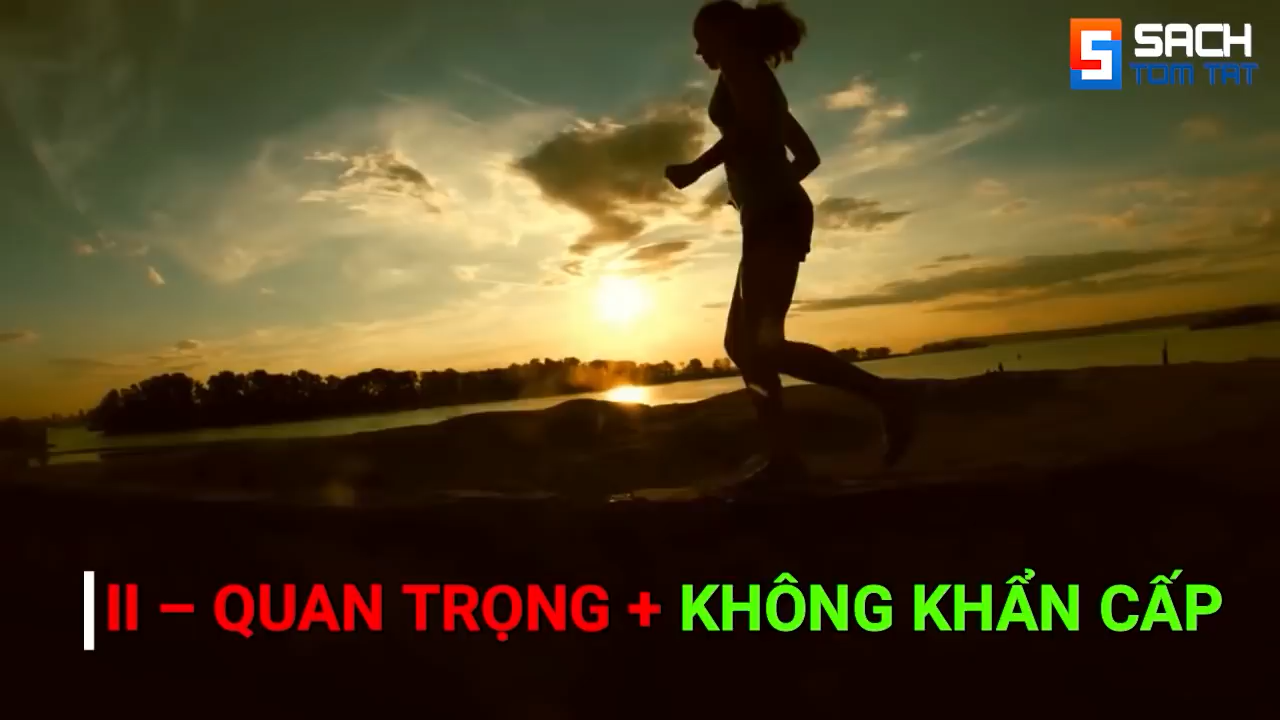 SACH
TOM TAT
II – QUAN TRỌNG + KHÔNG KHẨN CẤP